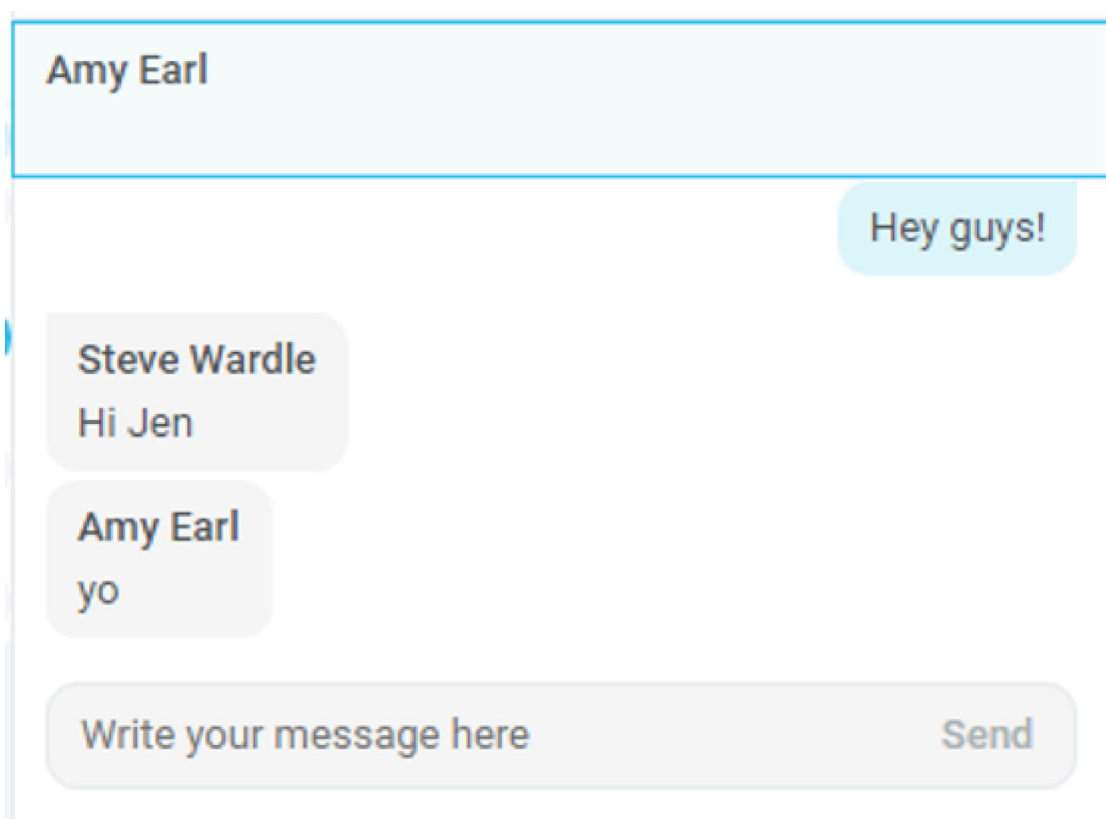 Amy Earl
Hey guys!
Steve Wardle
Hi Jen
Amy Earl
yo
Write your message here
Send